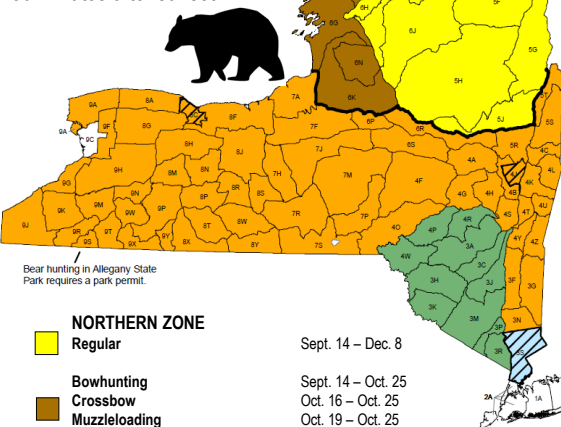 6H
5F
6G
6J
5G
6N
5H
6K
5J
7A
9A
8A
8F
7F
6P
6R
5S
9A
9F
9C
8G
8H
8J
7J
7M
6S
4A
5R
4C
9H
8M
8N
4F
4L
4K
9G
8P
8R
8S
4G
4H
4B
9N
9K
9M
9W
9P
7R
7P
4R
4S
4T
4U
9J
9R
9T
8T
8W
4O
4P
3A
4Y
4Z
9S
9X
9Y
8X
8Y
7S
4W
3C
Bear hunting in Allegany State
Park requires a park permit.
3H
3J
3F
3G
3K
3M
3N
3P
3R
3S
NORTHERN ZONE
Regular Sept. 14 – Dec. 8
Bowhunting Sept. 14 – Oct. 25
Crossbow Oct. 16 – Oct. 25
Muzzleloading Oct. 19 – Oct. 25
2A
1A